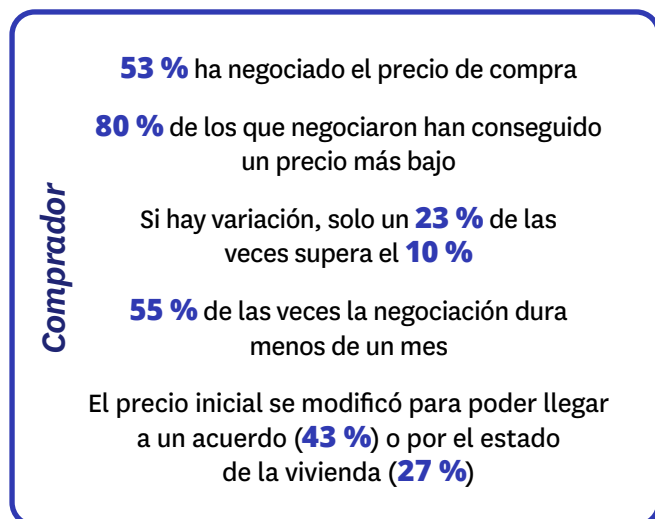 Comprador
53 % ha negociado el precio de compra
80 % de los que negociaron han conseguido
un precio más bajo
Si hay variación, solo un 23 % de las
veces supera el 10 %
55 % de las veces la negociación dura
menos de un mes
El precio inicial se modificó para poder llegar
a un acuerdo (43 %) o por el estado
de la vivienda (27 %)